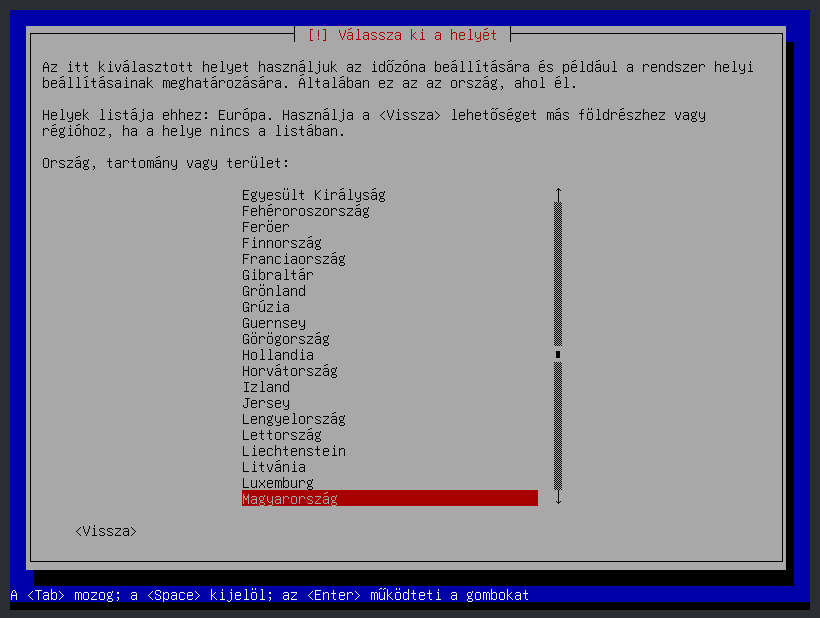 [!] Válassza ki a helyét
Az itt kiválasztott helyet használjuk az időzóna beállítására és például a rendszer helyi
beállításainak meghatározására. Általában ez az az ország, ahol él.
Helyek listája ehhez: Európa. Használja a <Vissza> lehetőséget más földrészhez vagy
régióhoz, ha a helye nincs a listában.
Ország, tartomány vagy terület:
Egyesült Királyság
Fehéroroszország
Feröer
Finnország
Franciaország
Gibraltár
Grönland
Grúzia
Guernsey
Görögország
Hollandia
Horvátország
Izland
Jersey
Lengyelország
Lettország
Liechtenstein
Litvánia
Luxemburg
Magyarország
<Vissza>
A <Tab> mozog; a <Space> kijelöl; az <Enter> működteti a gombokat